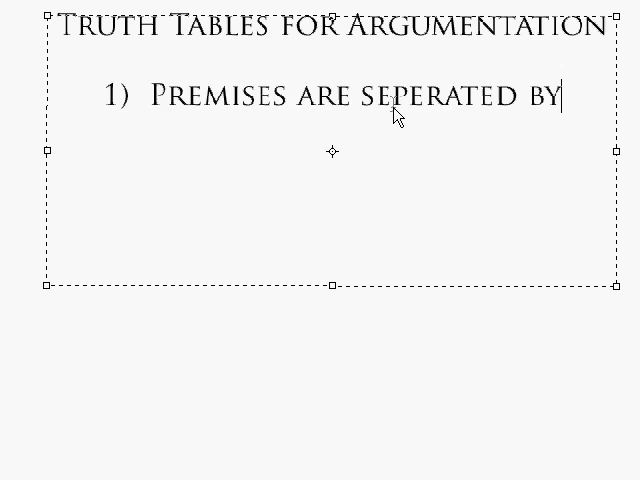 Truth Tables for Argumentation
1) Premises are seperated by